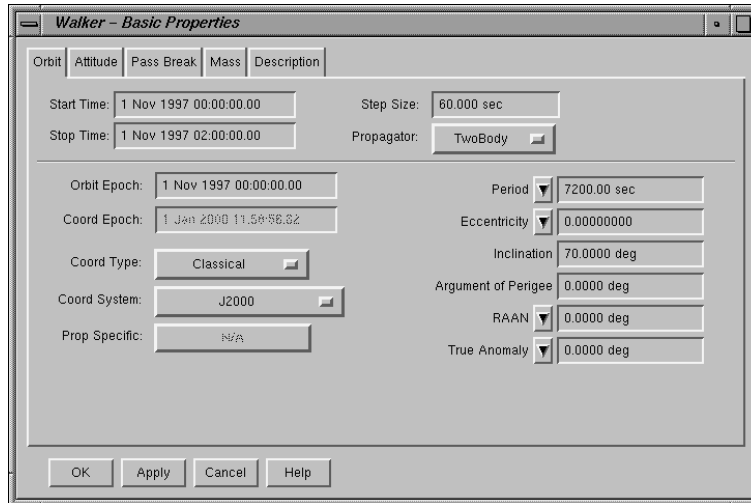 Walker – Basic Properties
Orbit Attitude Pass Break Mass Description
Start Time: 1 Nov 1997 00:00:00.00 Step Size: 60.000 sec
Stop Time: 1 Nov 1997 02:00:00.00 Propagator: TwoBody
Orbit Epoch: 1 Nov 1997 00:00:00.00 Period 7200.00 sec
Coord Epoch: 1 Jan 2000 Eccentricity 0.00000000
Inclination 70.0000 deg
Coord Type: Classical
Argument of Perigee 0.0000 deg
Coord System: J2000
RAAN 0.0000 deg
Prop Specific: N/A
True Anomaly 0.0000 deg
OK Apply Cancel Help